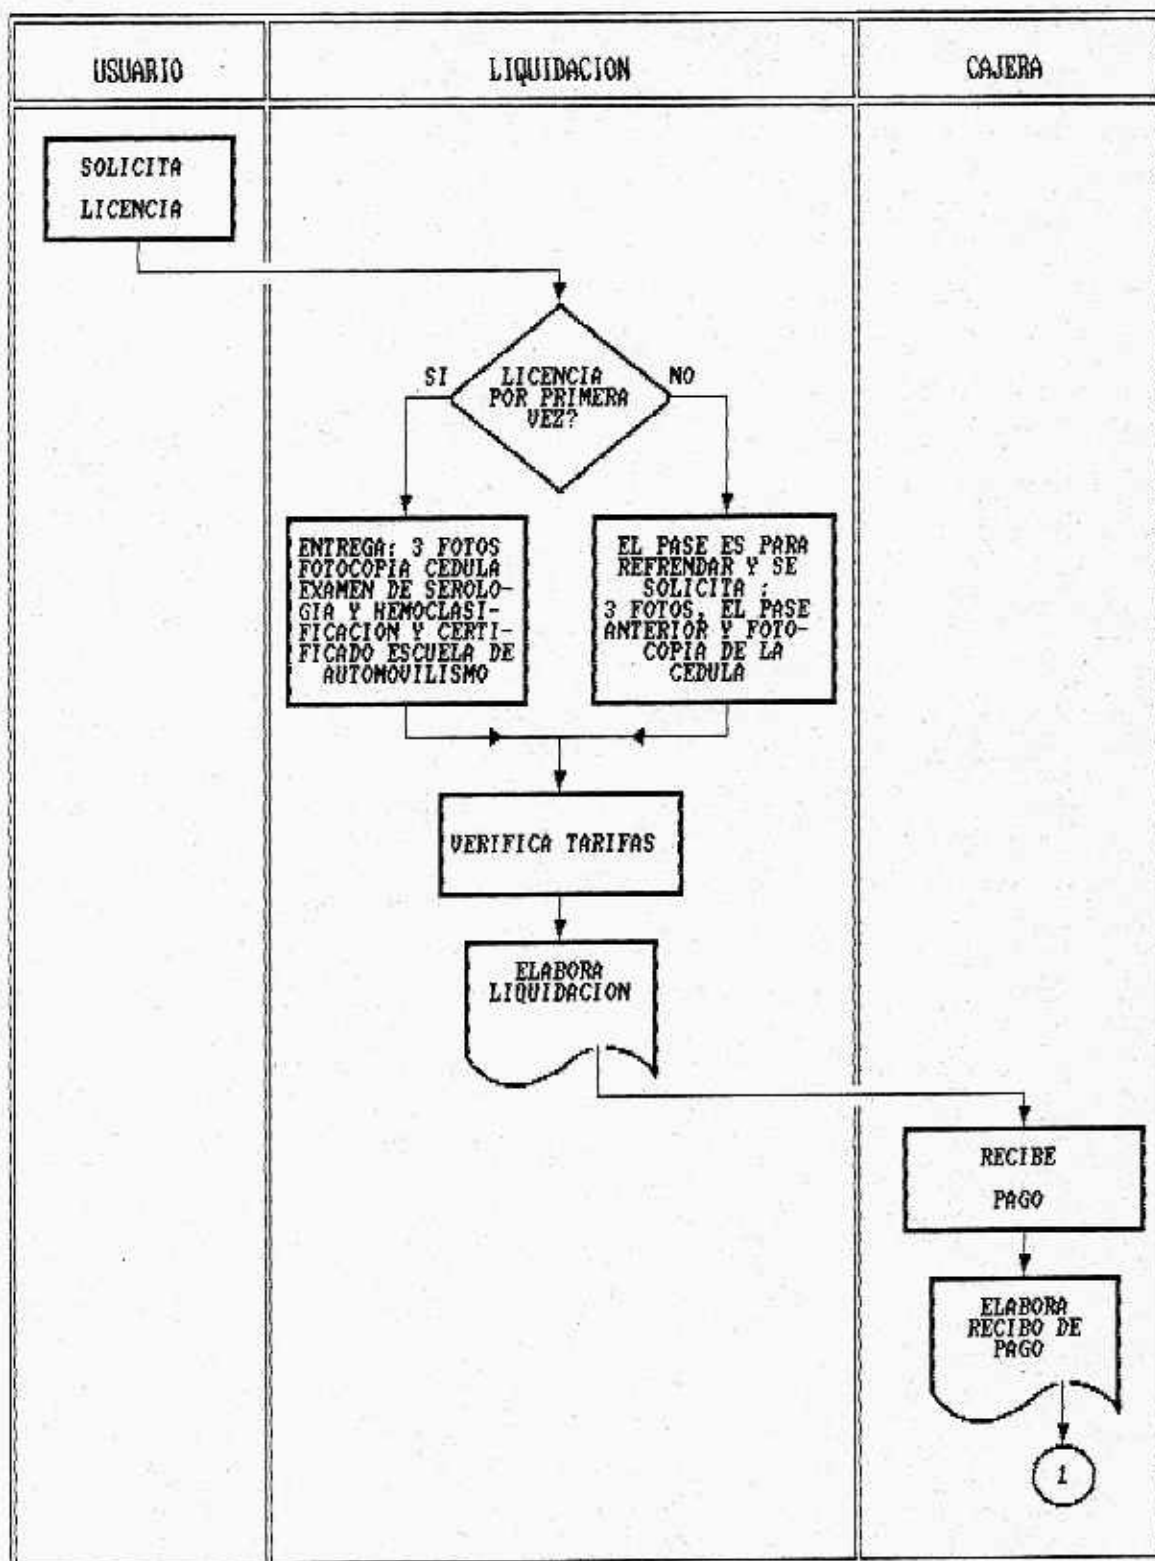 USUARIO
LIQUIDACION
CAJERA
SOLICITA
LICENCIA
SI
LICENCIA
POR PRIMERA
VEZ?
NO
ENTREGA: 3 FOTOS
FOTOCOPIA CEDULA
EXAMEN DE SEROLO-
GIA Y HEMOCLASI-
FICACION Y CERTI-
FICADO ESCUELA DE
AUTOMOVILISMO
EL PASE ES PARA
REFRENDAR Y SE
SOLICITA :
3 FOTOS, EL PASE
ANTERIOR Y FOTO-
COPIA DE LA
CEDULA
VERIFICA TARIFAS
ELABORA
LIQUIDACION
RECIBE
PAGO
ELABORA
RECIBO DE
PAGO
1